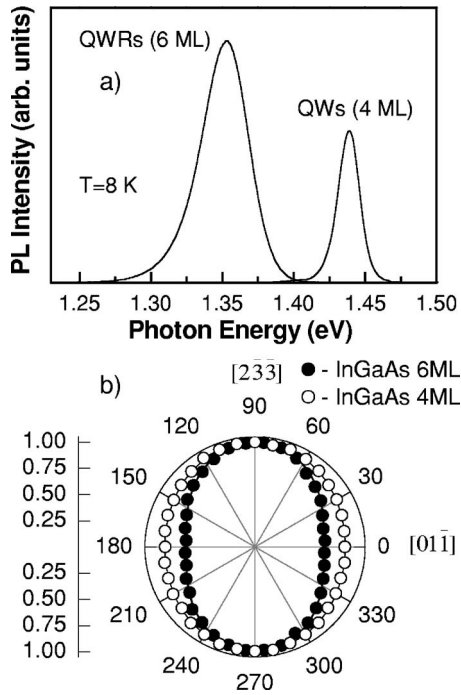 QWRs (6 ML)
a)
QWs (4 ML)
T=8 K
PL Intensity (arb. units)
1.25 1.30 1.35 1.40 1.45 1.50
Photon Energy (eV)
b)
[23̄3̄]
● - InGaAs 6ML
○ - InGaAs 4ML
90
120 60
1.00
0.75
0.50
0.25
0.25
0.50
0.75
1.00
150 30
180 0 [011̄]
210 330
240 300
270